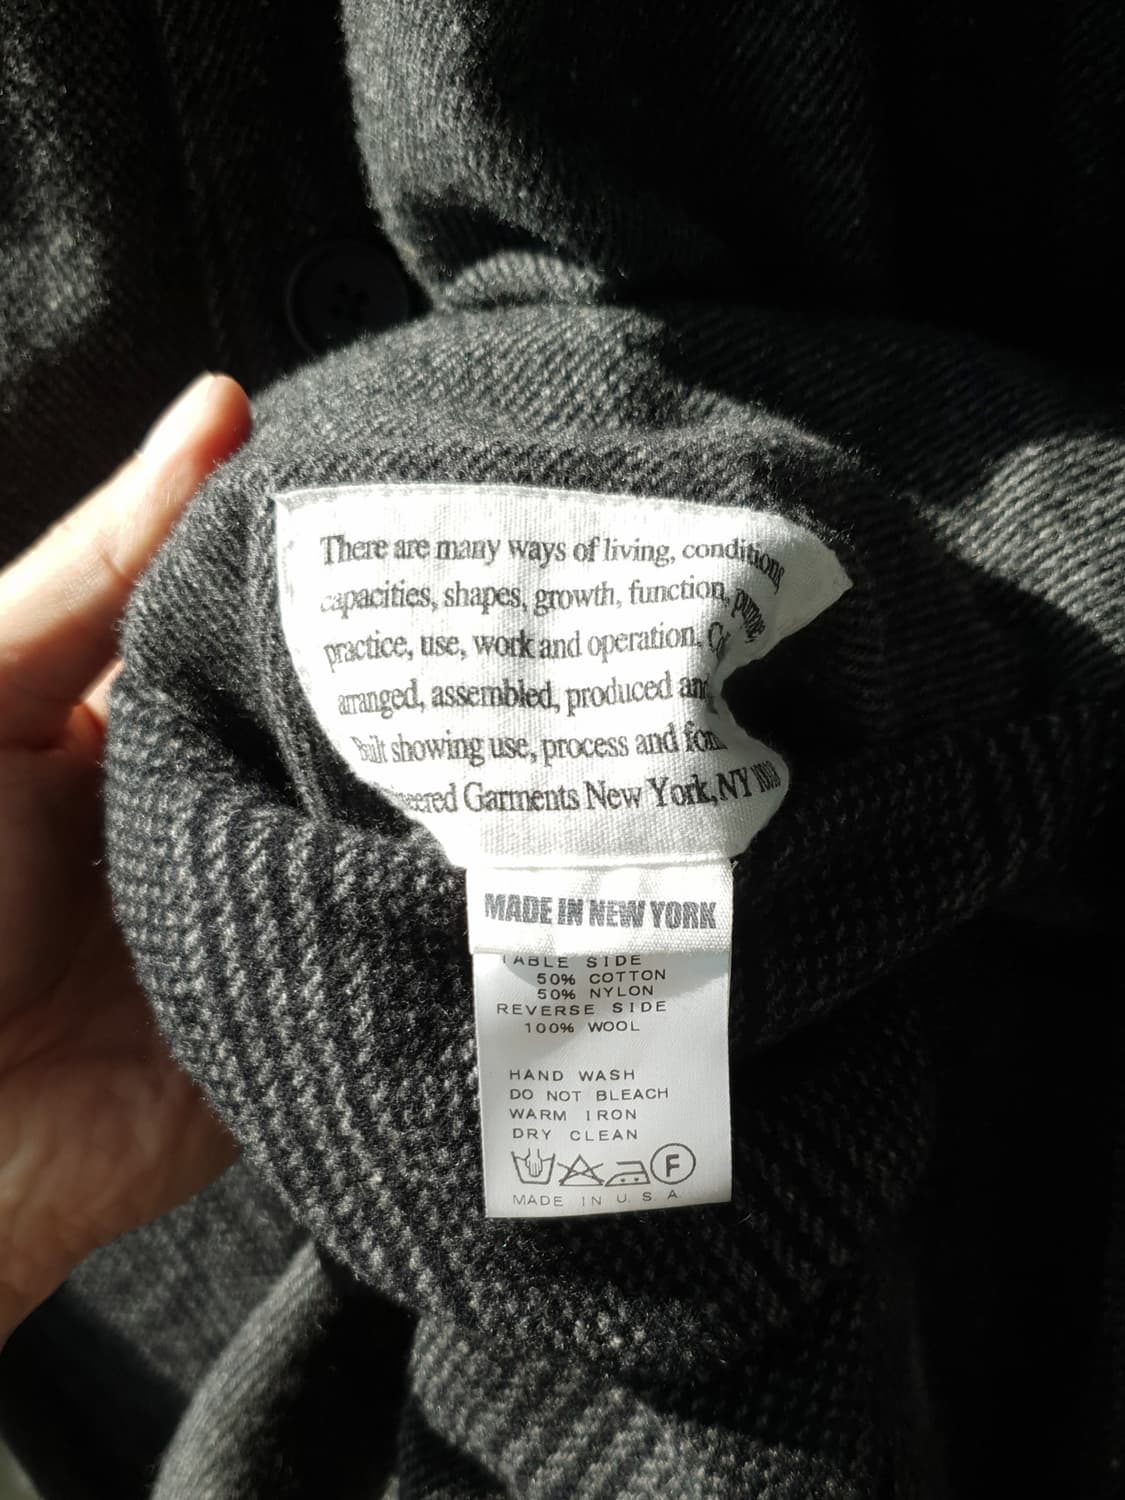 There are many ways of living, conditions,
capacities, shapes, growth, function, purpose,
practice, use, work and operation.
arranged, assembled, produced and
Built showing use, process and
Garments New York, NY
MADE IN NEW YORK
TABLE SIDE
50% COTTON
50% NYLON
REVERSE SIDE
100% WOOL
HAND WASH
DO NOT BLEACH
WARM IRON
DRY CLEAN
F
MADE IN U S A